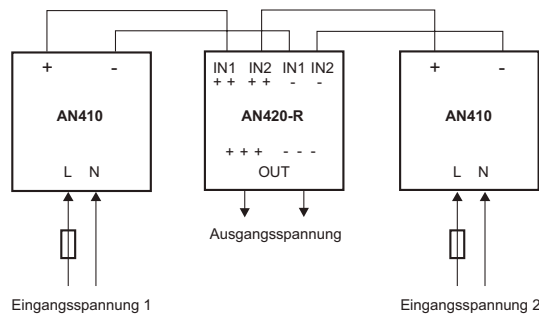 + -
AN410
L N
Eingangsspannung 1
IN1 IN2 IN1 IN2
+ + + + - -
AN420-R
+ + + - - -
OUT
Ausgangsspannung
+ -
AN410
L N
Eingangsspannung 2